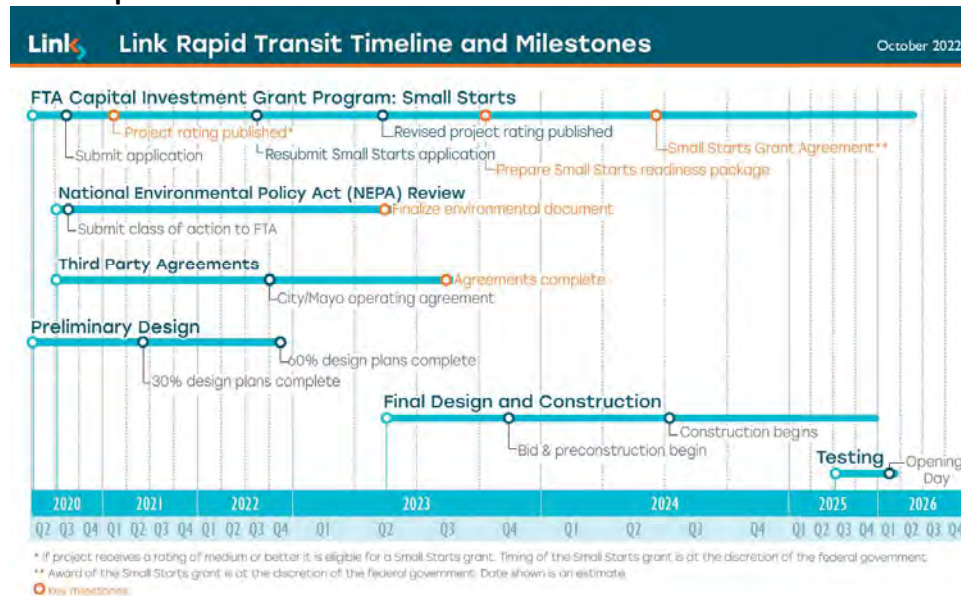 Link
Link Rapid Transit Timeline and Milestones
October 2022
FTA Capital Investment Grant Program: Small Starts
Project rating published*
Revised project rating published
Small Starts Grant Agreement**
Submit application
Resubmit Small Starts application
Prepare Small Starts readiness package
National Environmental Policy Act (NEPA) Review
Finalize environmental document
Submit class of action to FTA
Third Party Agreements
Agreements complete
City/Mayo operating agreement
Preliminary Design
60% design plans complete
30% design plans complete
Final Design and Construction
Construction begins
Bid & preconstruction begin
Testing
Opening
Day
2020 2021 2022 2023 2024 2025 2026
Q2 Q3 Q4 Q1 Q2 Q3 Q4 Q1 Q2 Q3 Q4 Q1 Q2 Q3 Q4 Q1 Q2 Q3 Q4 Q1 Q2 Q3 Q4 Q1 Q2 Q3 Q4
* If project receives a rating of medium or better it is eligible for a Small Starts grant. Timing of the Small Starts grant is at the discretion of the federal government.
** Award of the Small Starts grant is at the discretion of the federal government. Date shown is an estimate.
Key milestones